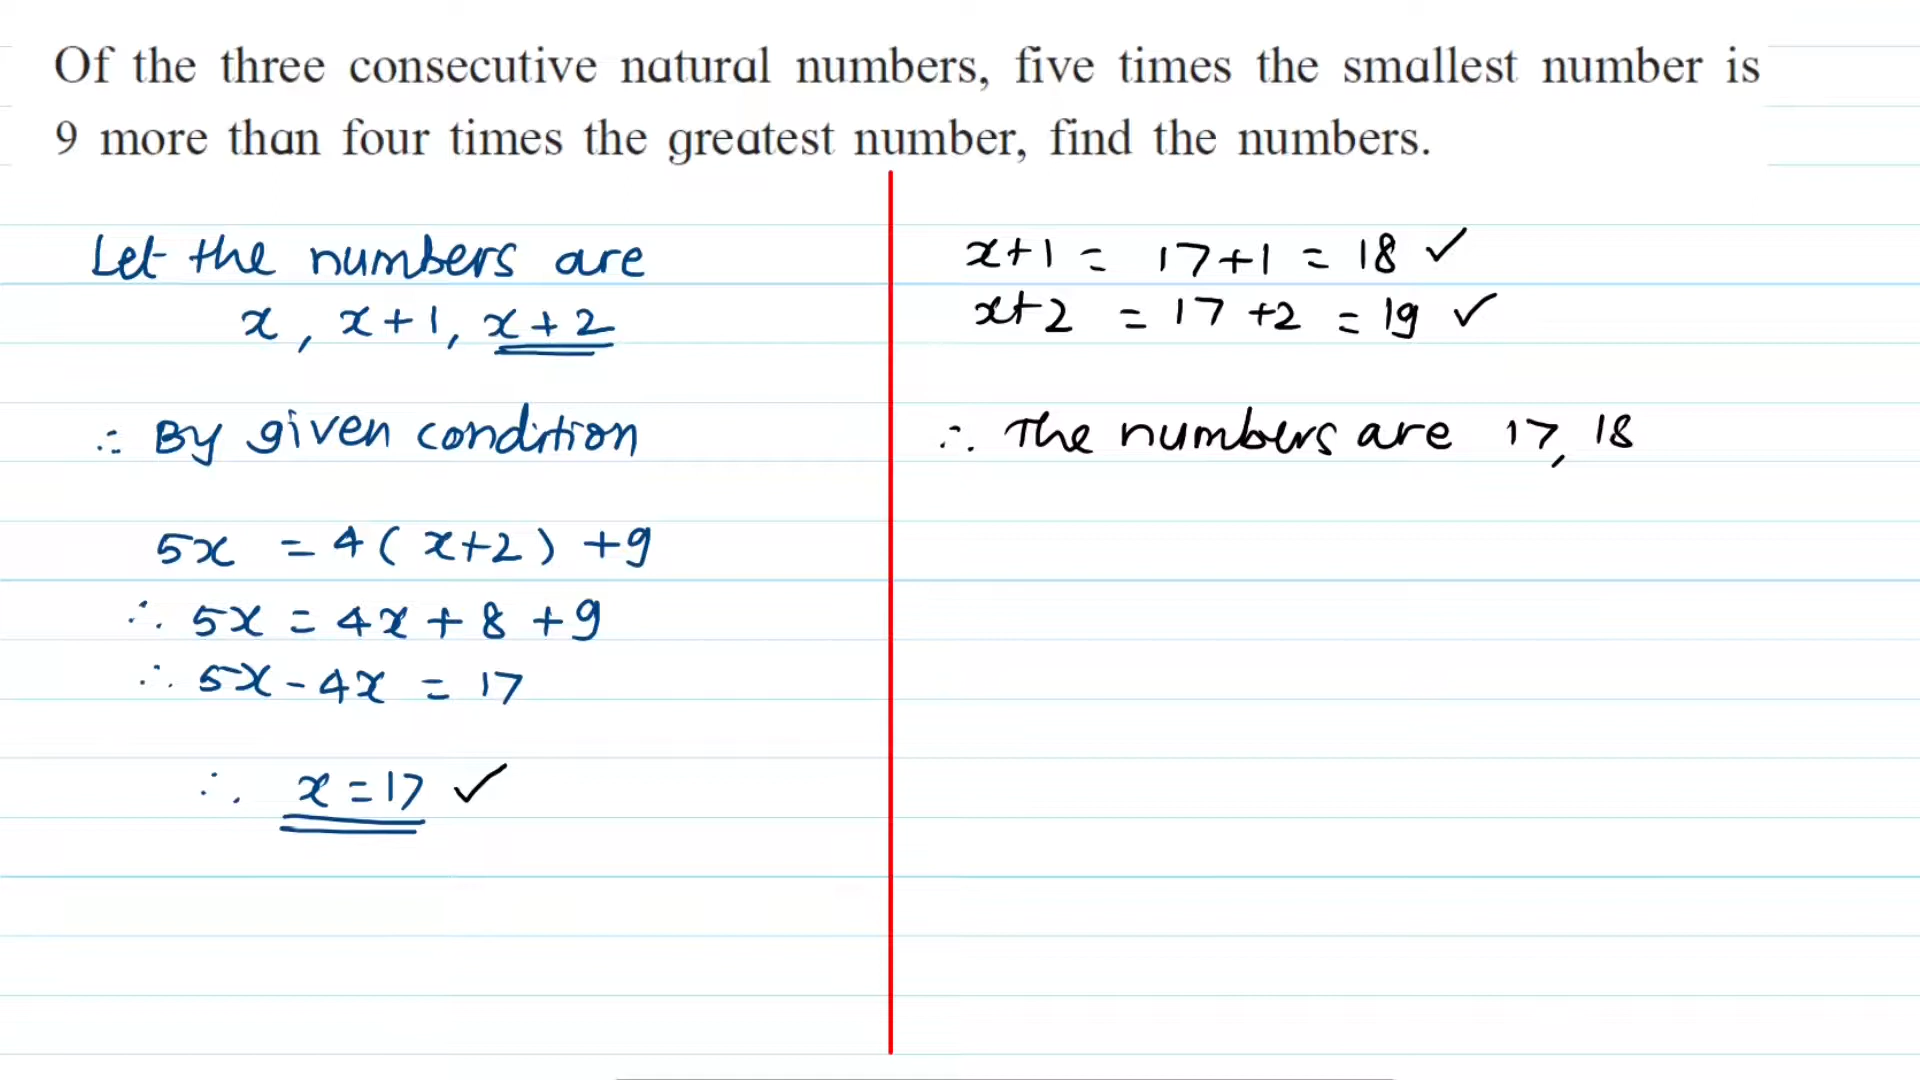 Of the three consecutive natural numbers, five times the smallest number is
9 more than four times the greatest number, find the numbers.
Let the numbers are
x, x+1, x+2
∴ By given condition
5x = 4(x+2) +9
∴ 5x = 4x + 8 +9
∴ 5x - 4x = 17
∴ x = 17 ✓
x+1 = 17+1 = 18 ✓
x+2 = 17 +2 = 19 ✓
∴ The numbers are 17, 18